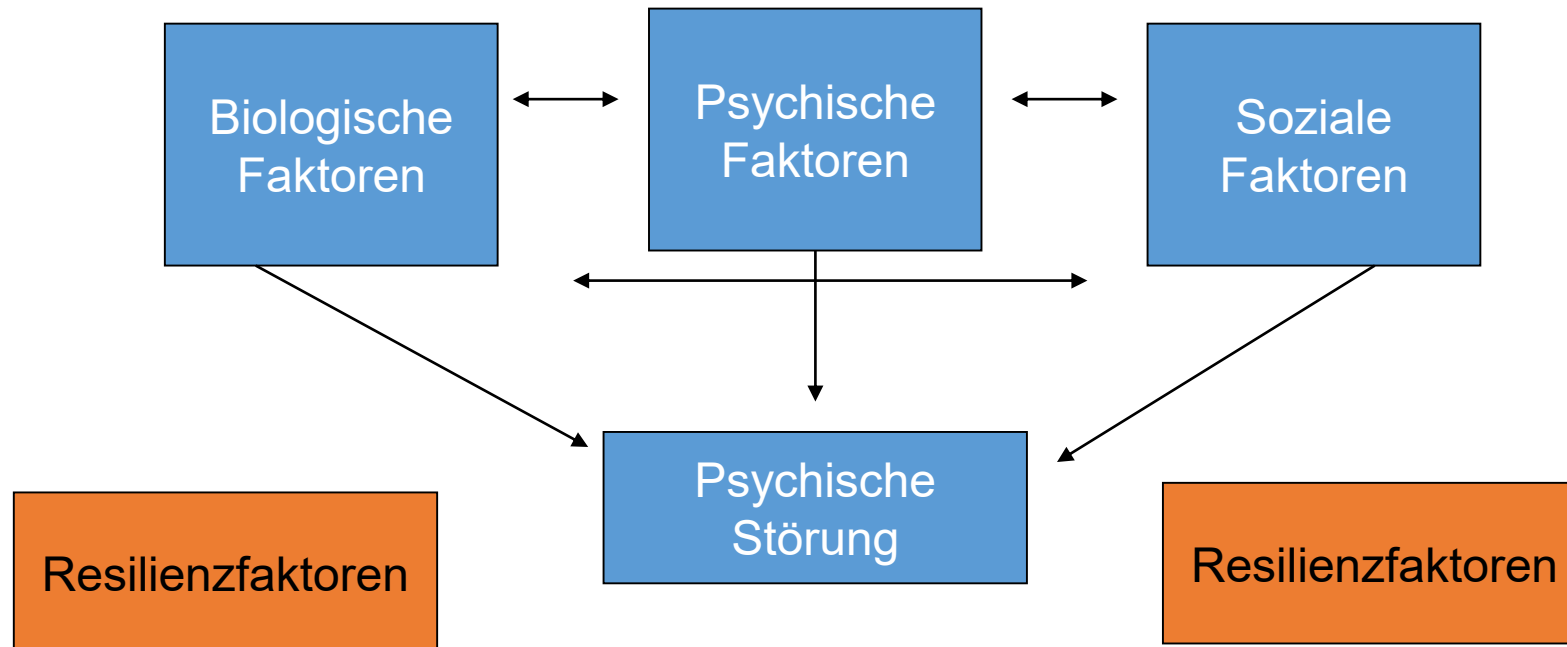 Biologische
Faktoren
Psychische
Faktoren
Soziale
Faktoren
Psychische
Störung
Resilienzfaktoren
Resilienzfaktoren